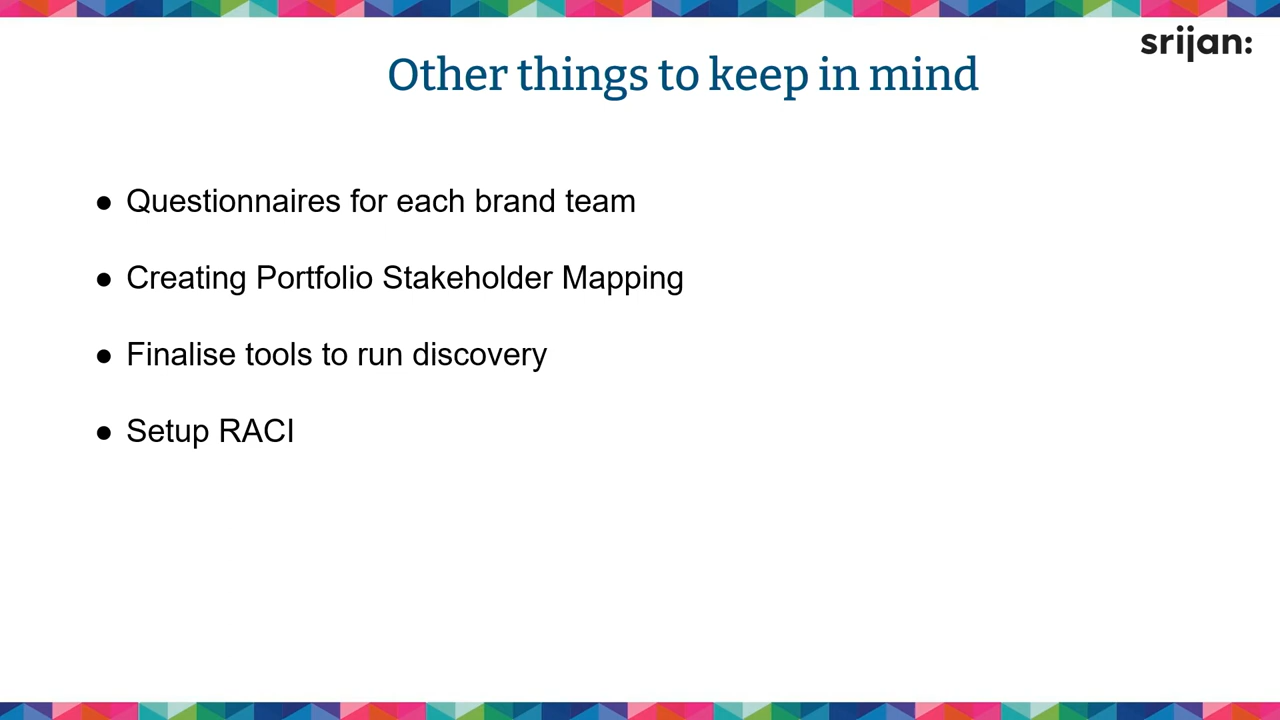 srijan:
Other things to keep in mind
● Questionnaires for each brand team
● Creating Portfolio Stakeholder Mapping
● Finalise tools to run discovery
● Setup RACI